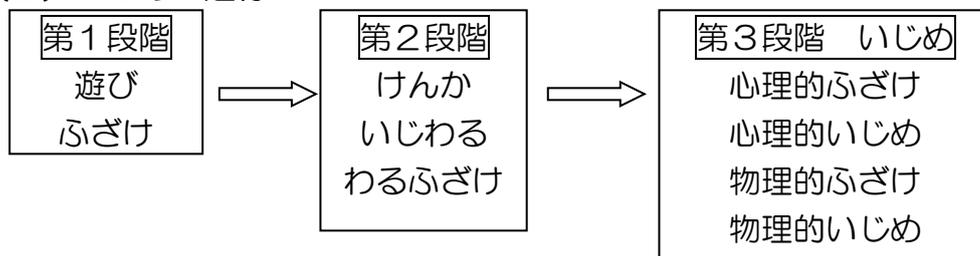 第１段階
遊び
ふざけ
第２段階
けんか
いじわる
わるふざけ
第３段階　いじめ
心理的ふざけ
心理的いじめ
物理的ふざけ
物理的いじめ